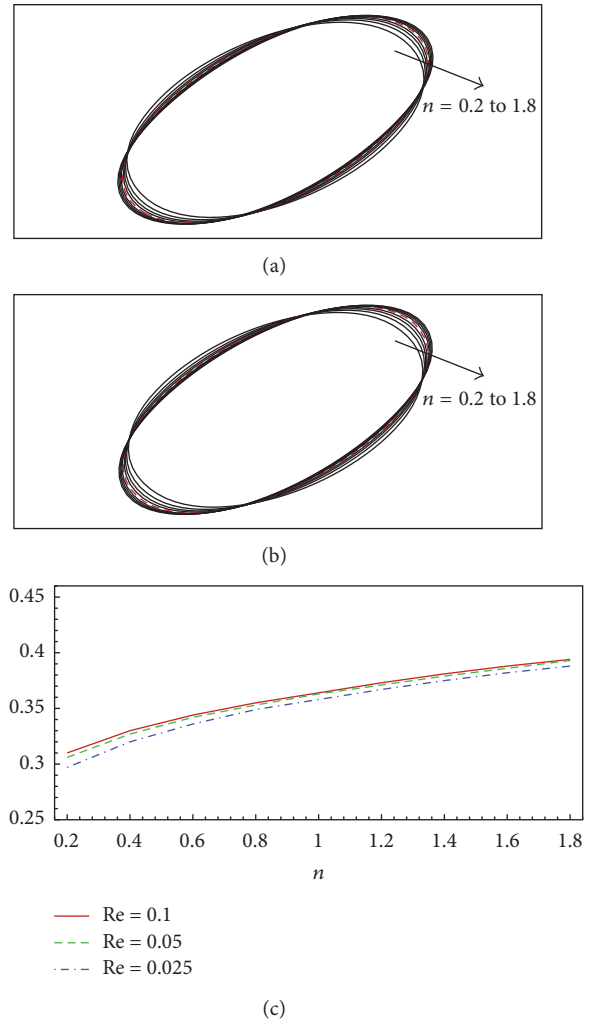 n = 0.2 to 1.8
(a)
n = 0.2 to 1.8
(b)
0.45
0.4
0.35
0.3
0.25
0.2 0.4 0.6 0.8 1 1.2 1.4 1.6 1.8
n
Re = 0.1
Re = 0.05
Re = 0.025
(c)